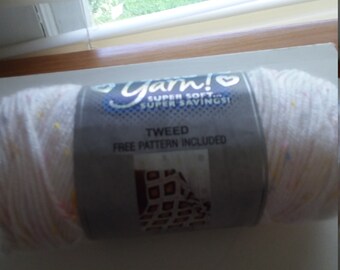 Yarn!
SUPER SOFT...
SUPER SAVINGS!
TWEED
FREE PATTERN INCLUDED